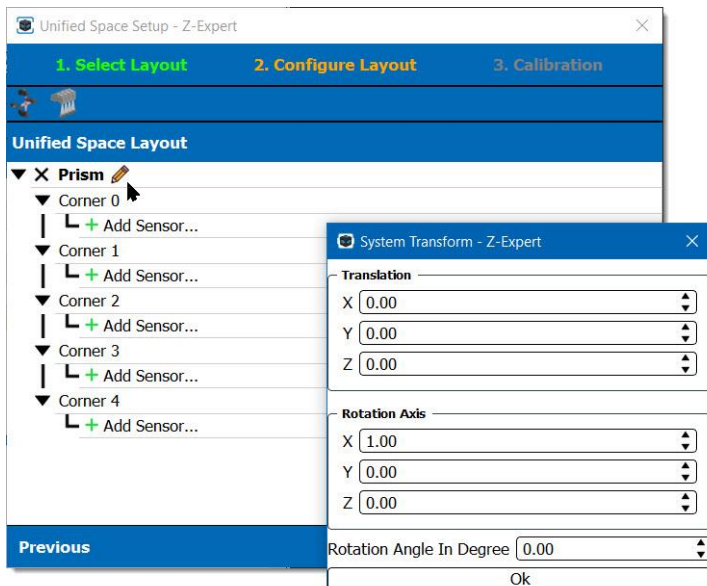 Unified Space Setup - Z-Expert
1. Select Layout 2. Configure Layout 3. Calibration
Unified Space Layout
Prism
Corner 0
Add Sensor...
Corner 1
Add Sensor...
Corner 2
Add Sensor...
Corner 3
Add Sensor...
Corner 4
Add Sensor...
Previous
System Transform - Z-Expert
Translation
X 0.00
Y 0.00
Z 0.00
Rotation Axis
X 1.00
Y 0.00
Z 0.00
Rotation Angle In Degree 0.00
Ok